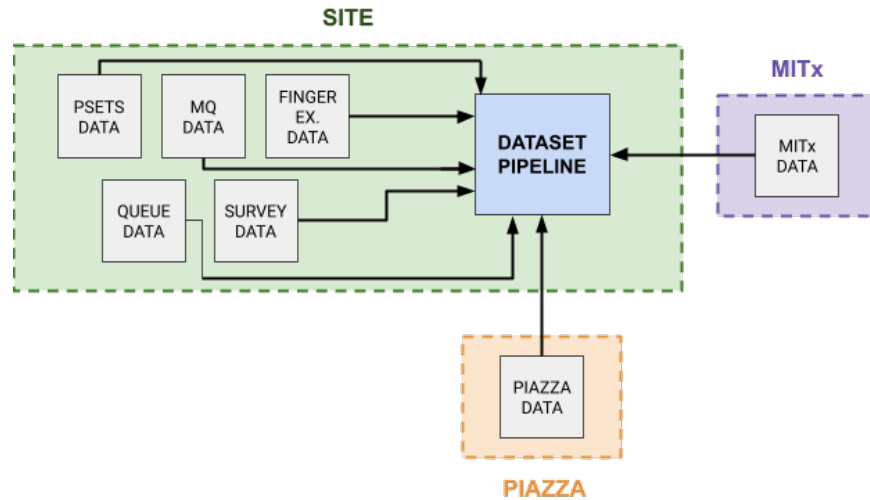 SITE
MITx
PSETS
DATA
MQ
DATA
FINGER
EX.
DATA
DATASET
PIPELINE
MITx
DATA
QUEUE
DATA
SURVEY
DATA
PIAZZA
DATA
PIAZZA